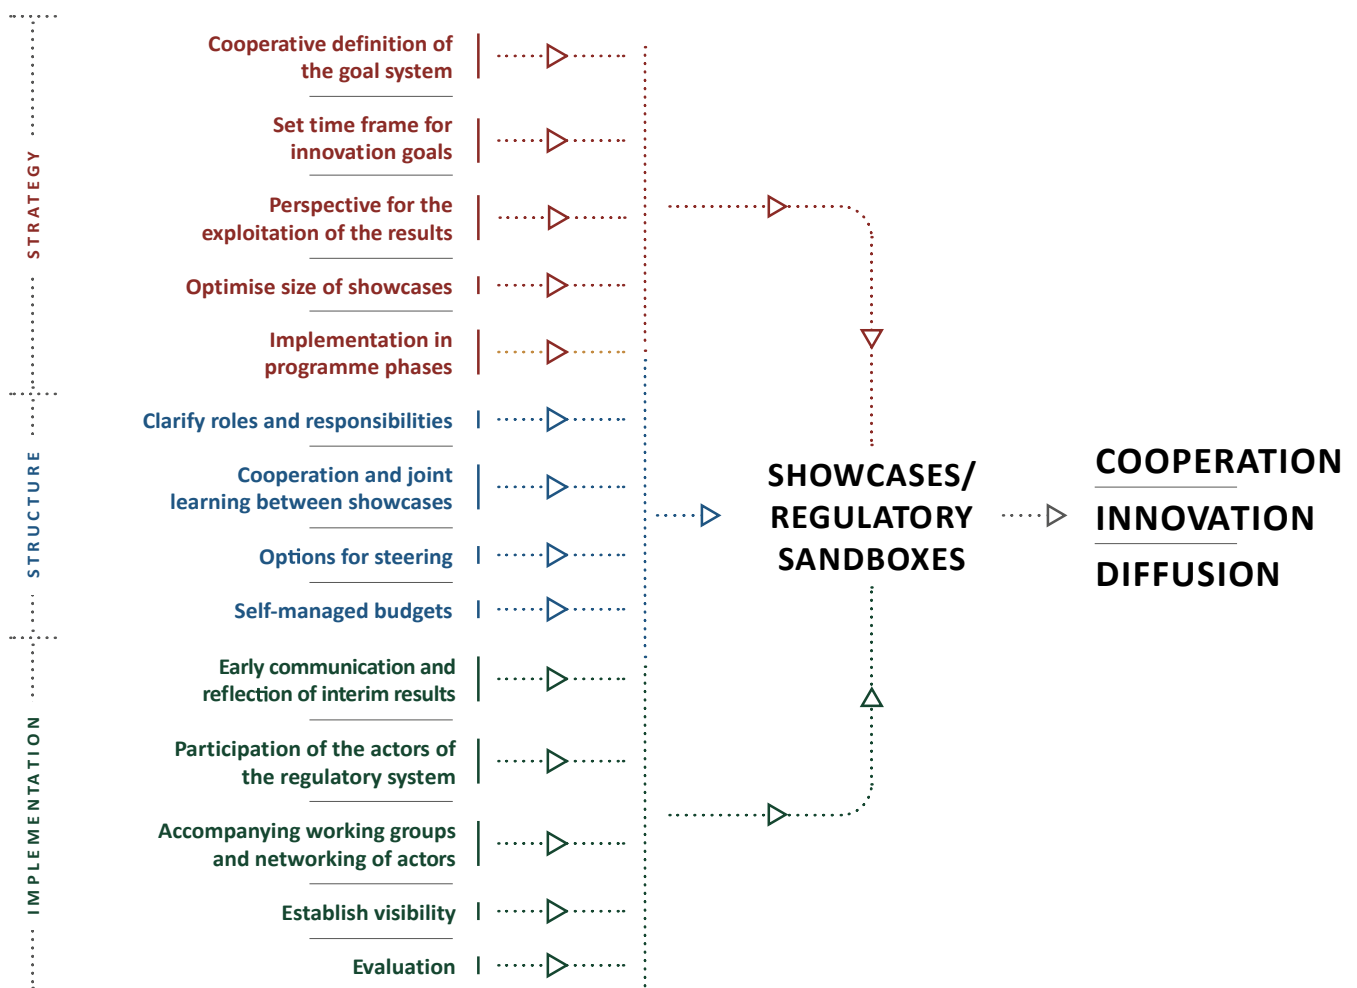 STRATEGY
Cooperative definition of
the goal system
Set time frame for
innovation goals
Perspective for the
exploitation of the results
Optimise size of showcases
Implementation in
programme phases
STRUCTURE
Clarify roles and responsibilities
Cooperation and joint
learning between showcases
Options for steering
Self-managed budgets
IMPLEMENTATION
Early communication and
reflection of interim results
Participation of the actors of
the regulatory system
Accompanying working groups
and networking of actors
Establish visibility
Evaluation
SHOWCASES/
REGULATORY
SANDBOXES
COOPERATION
INNOVATION
DIFFUSION